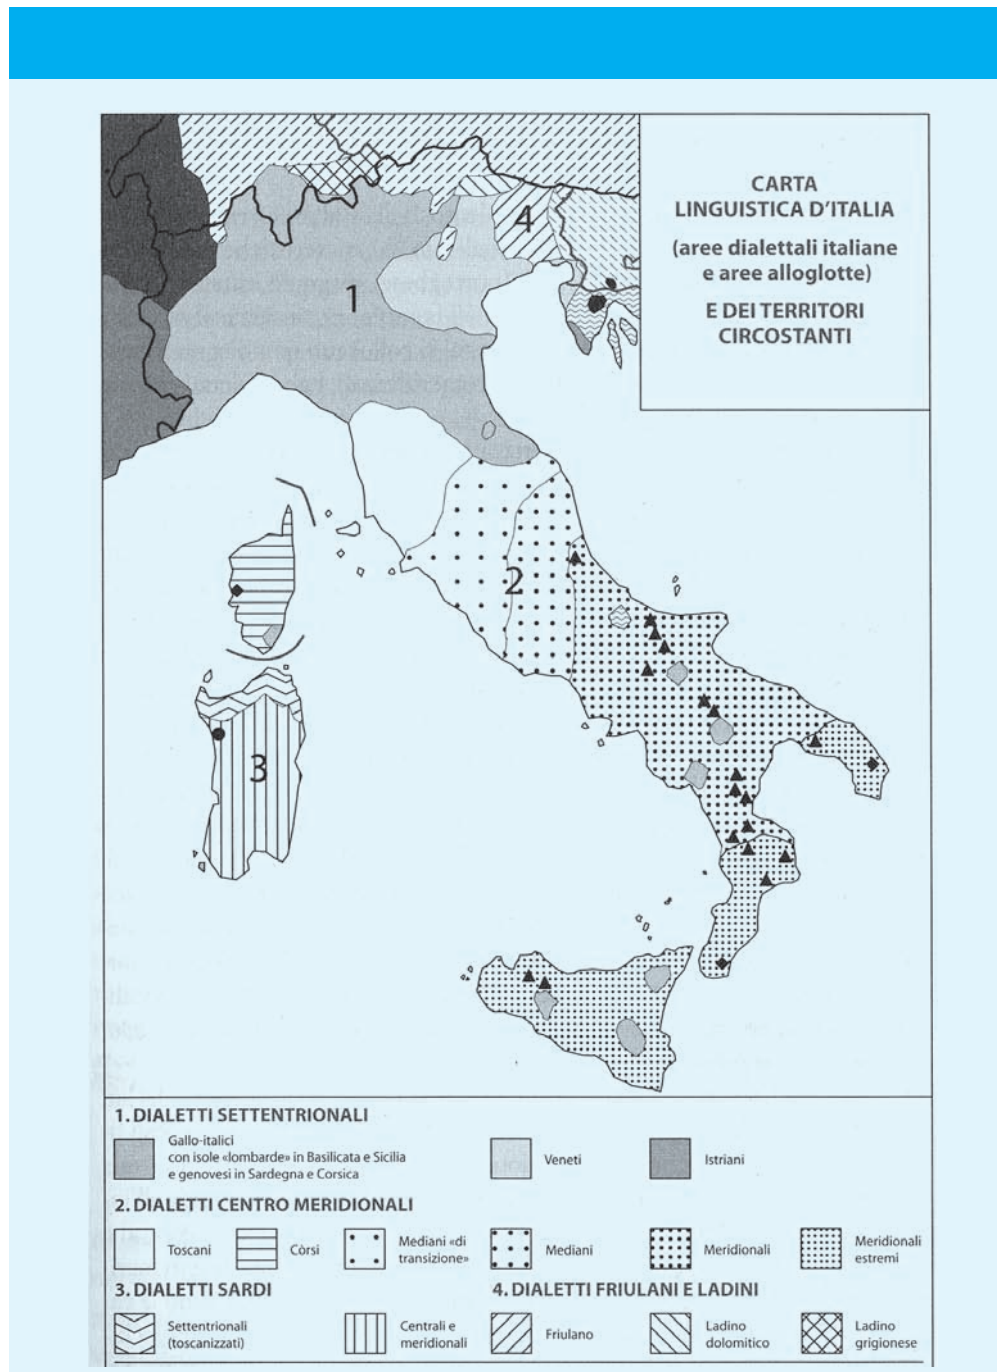 CARTA
LINGUISTICA D'ITALIA
(aree dialettali italiane
e aree alloglotte)
E DEI TERRITORI
CIRCOSTANTI
4
1
2
3
1. DIALETTI SETTENTRIONALI
Gallo-italici
con isole «lombarde» in Basilicata e Sicilia
e genovesi in Sardegna e Corsica
Veneti
Istriani
2. DIALETTI CENTRO MERIDIONALI
Toscani
Còrsi
Mediani «di
transizione»
Mediani
Meridionali
Meridionali
estremi
3. DIALETTI SARDI
4. DIALETTI FRIULANI E LADINI
Settentrionali
(toscanizzati)
Centrali e
meridionali
Friulano
Ladino
dolomitico
Ladino
grigionese